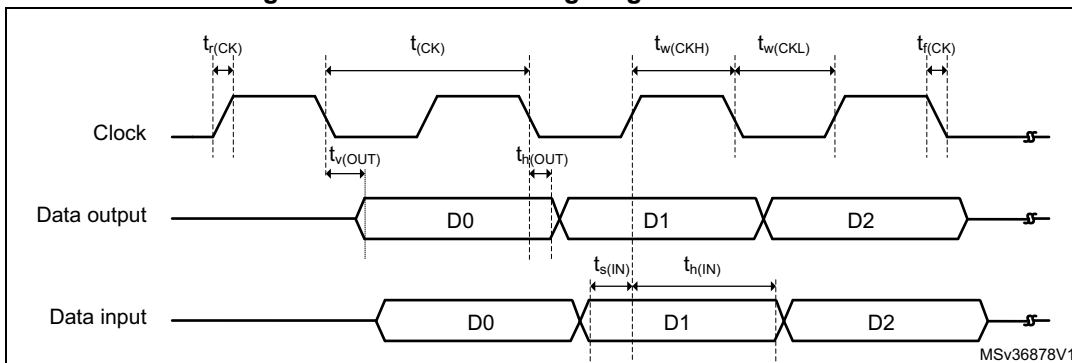 t_r(CK) t_(CK) t_w(CKH) t_w(CKL) t_f(CK)
Clock
t_v(OUT) t_h(OUT)
Data output D0 D1 D2
t_s(IN) t_h(IN)
Data input D0 D1 D2
MSv36878V1